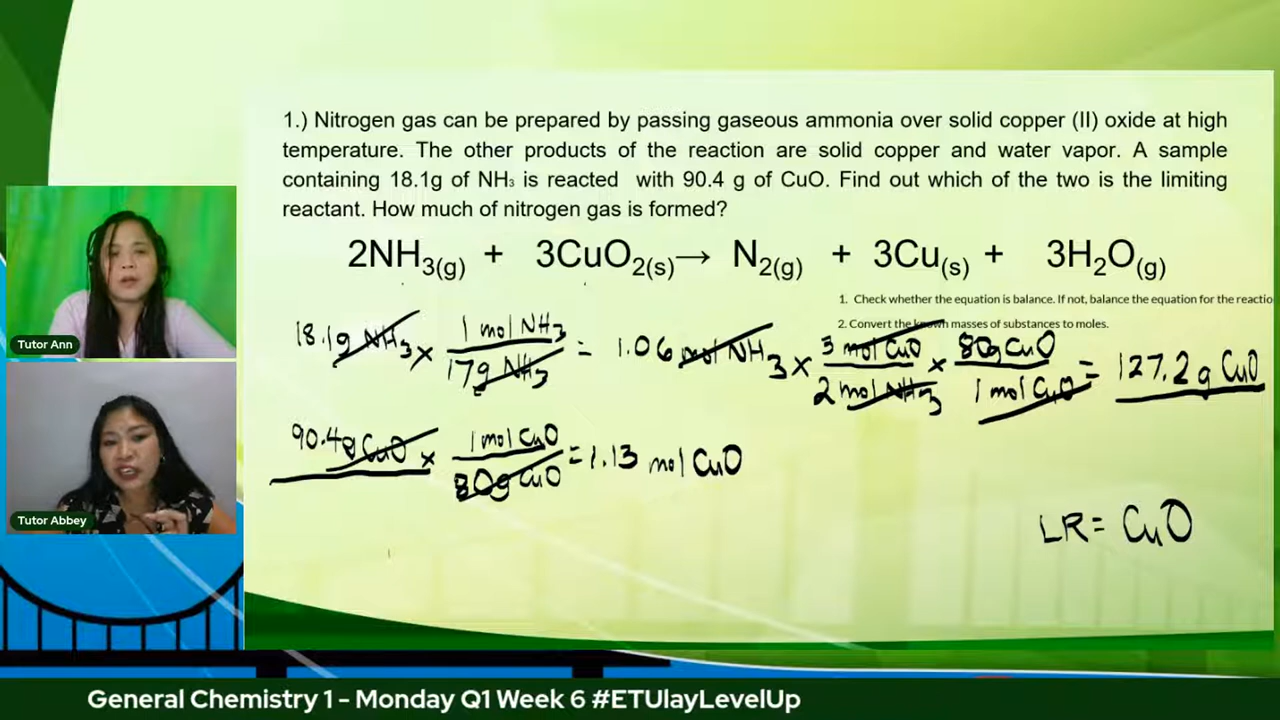 1.) Nitrogen gas can be prepared by passing gaseous ammonia over solid copper (II) oxide at high
temperature. The other products of the reaction are solid copper and water vapor. A sample
containing 18.1g of NH₃ is reacted with 90.4 g of CuO. Find out which of the two is the limiting
reactant. How much of nitrogen gas is formed?
2NH₃(g) + 3CuO₂(s)→ N₂(g) + 3Cu(s) + 3H₂O(g)
1. Check whether the equation is balance. If not, balance the equation for the reactio
2. Convert the known masses of substances to moles.
18.1g NH₃ × 1 mol NH₃ / 17g NH₃ = 1.06 mol NH₃ × 3 mol CuO / 2 mol NH₃ × 80g CuO / 1 mol CuO = 127.2 g CuO
90.4g CuO × 1 mol CuO / 80g CuO = 1.13 mol CuO
LR = CuO
Tutor Ann
Tutor Abbey
General Chemistry 1 - Monday Q1 Week 6 #ETUlayLevelUp